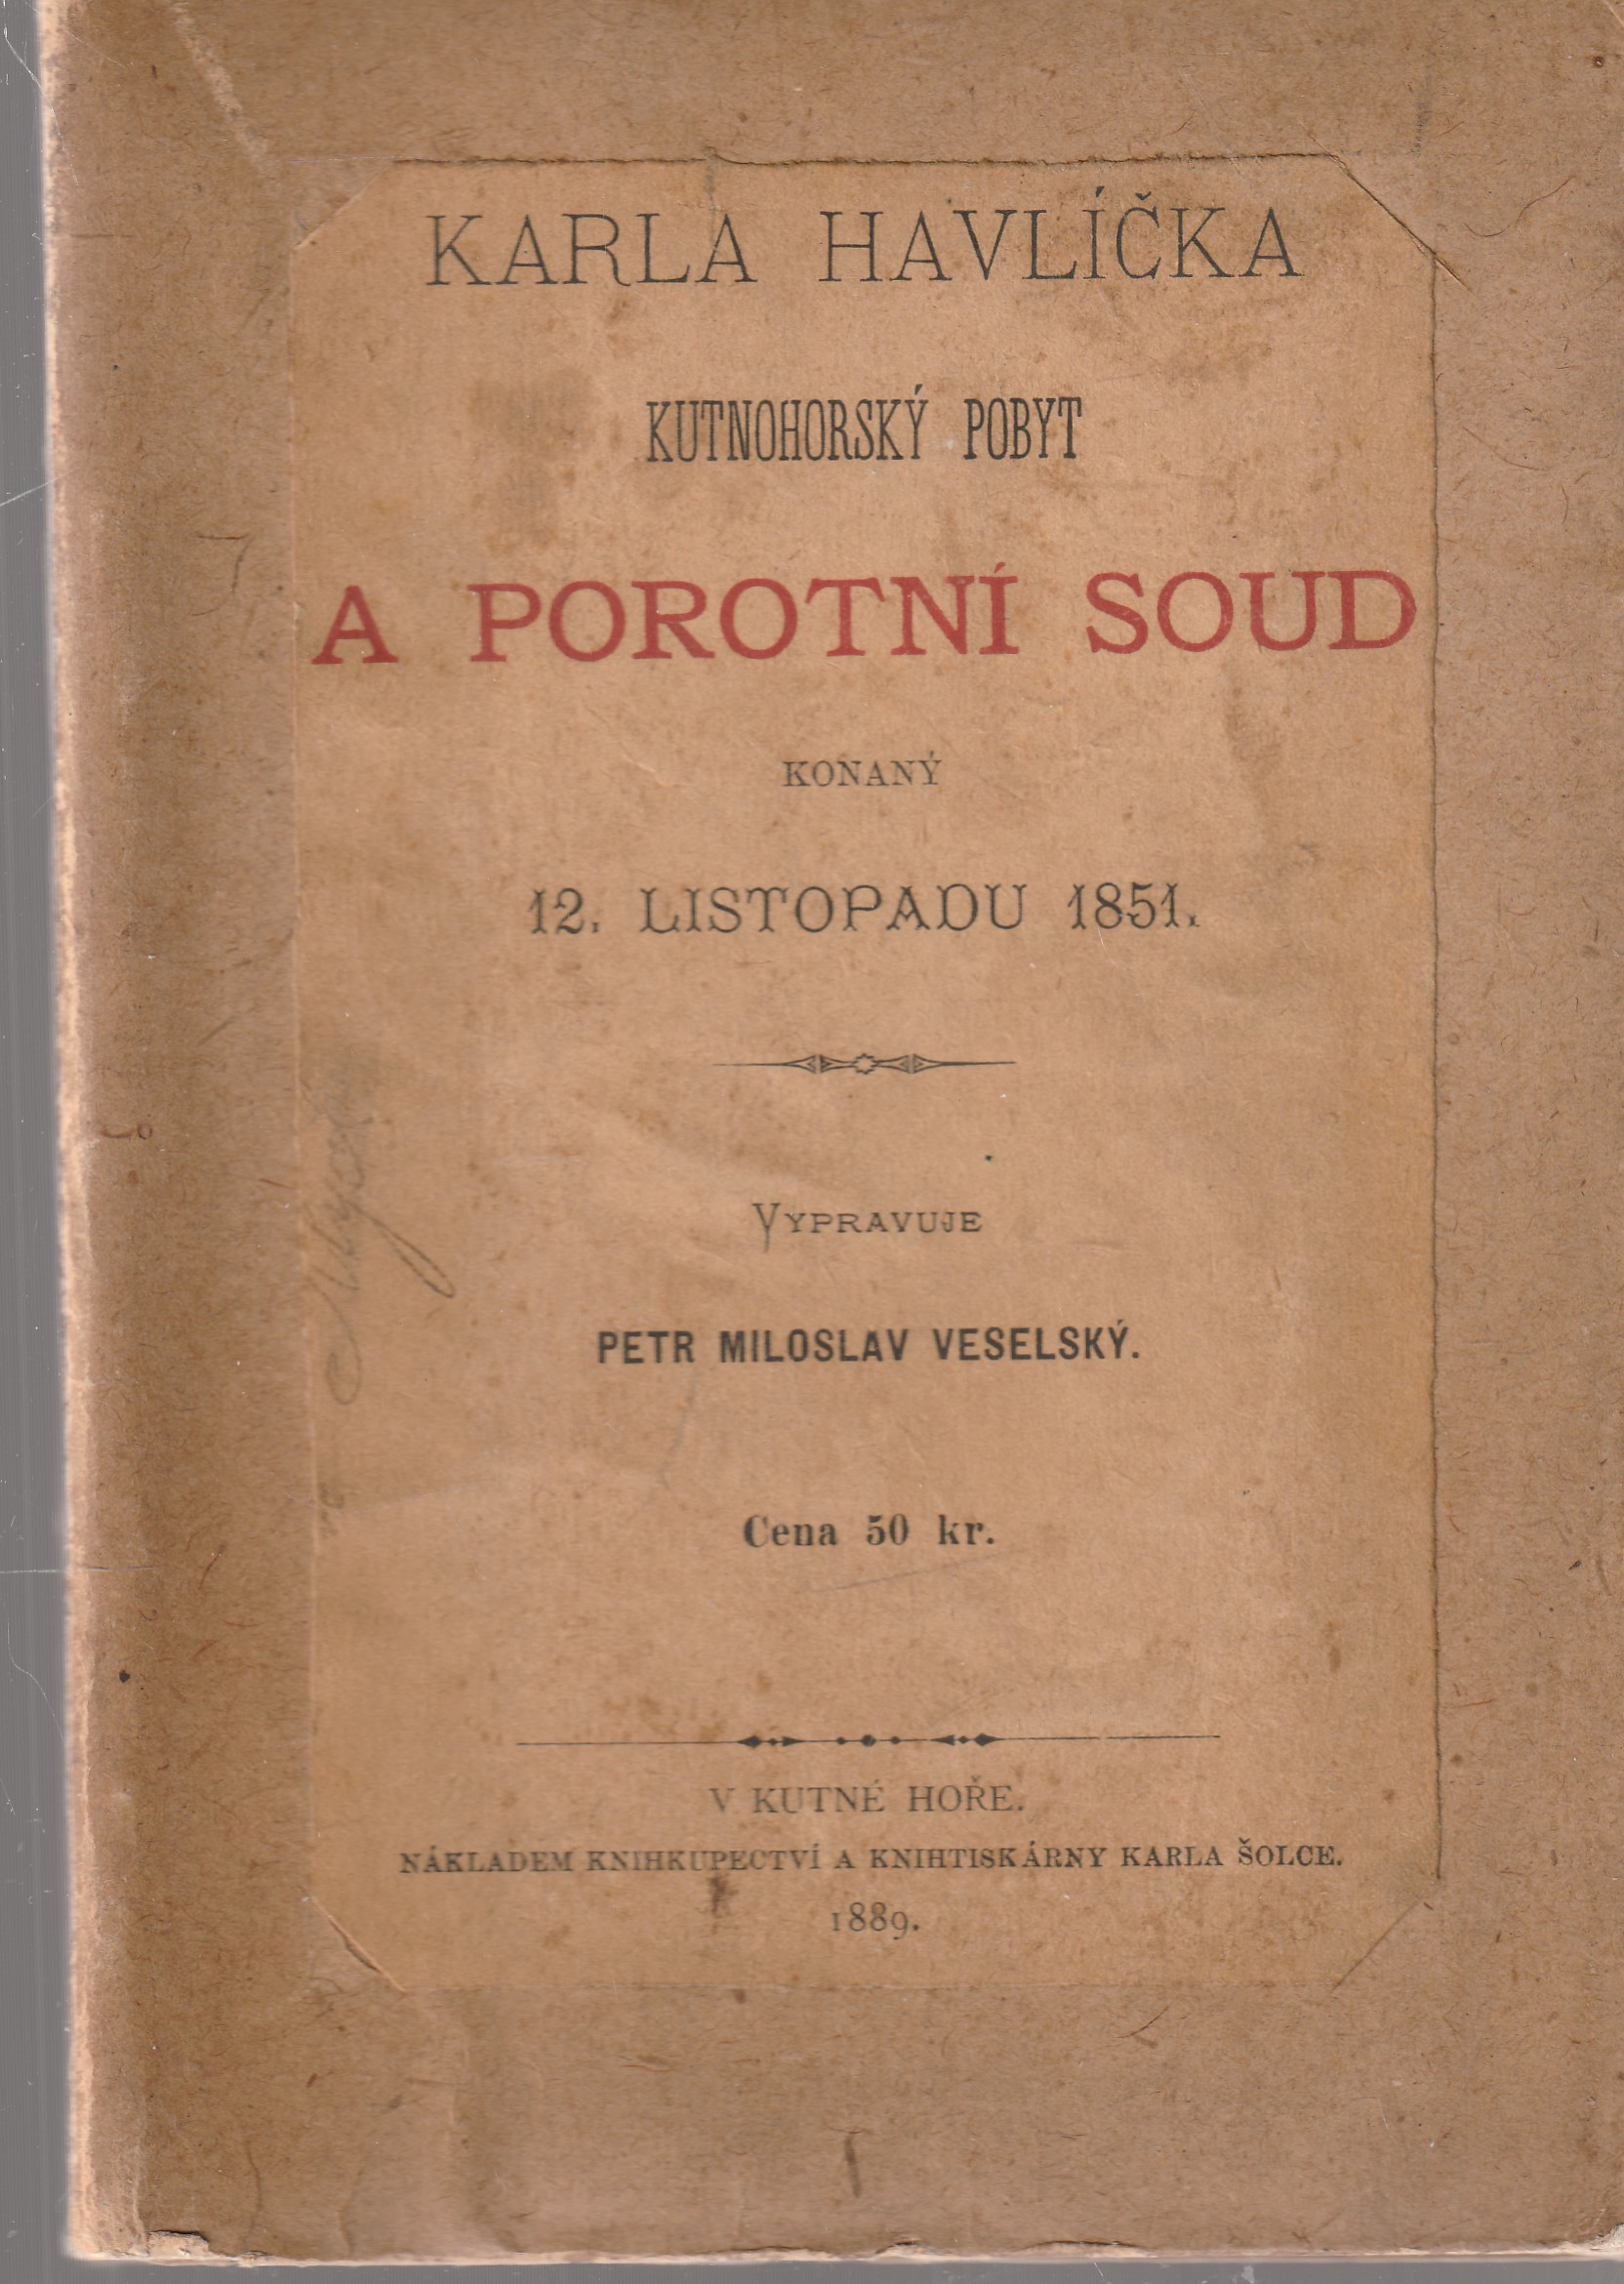 KARLA HAVLÍČKA
KUTNOHORSKÝ POBYT
A POROTNÍ SOUD
KONANÝ
12. LISTOPADU 1851.
VYPRAVUJE
PETR MILOSLAV VESELSKÝ.
Cena 50 kr.
V KUTNÉ HOŘE.
NÁKLADEM KNIHKUPECTVÍ A KNIHTISKÁRNY KARLA ŠOLCE.
1889.